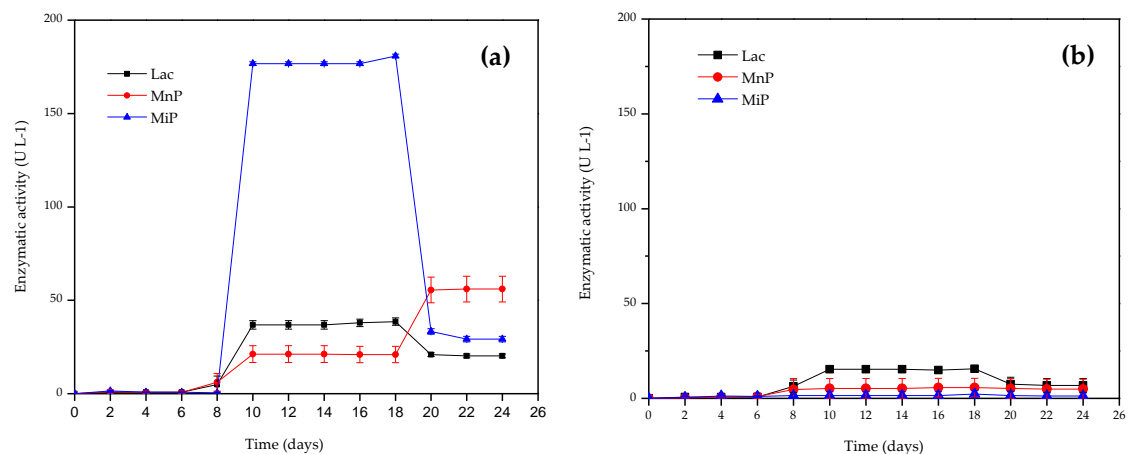 200
150
100
50
0
Enzymatic activity (U L-1)
Lac
MnP
MiP
(a)
0 2 4 6 8 10 12 14 16 18 20 22 24 26
Time (days)
200
150
100
50
0
Enzymatic activity (U L-1)
Lac
MnP
MiP
(b)
0 2 4 6 8 10 12 14 16 18 20 22 24 26
Time (days)